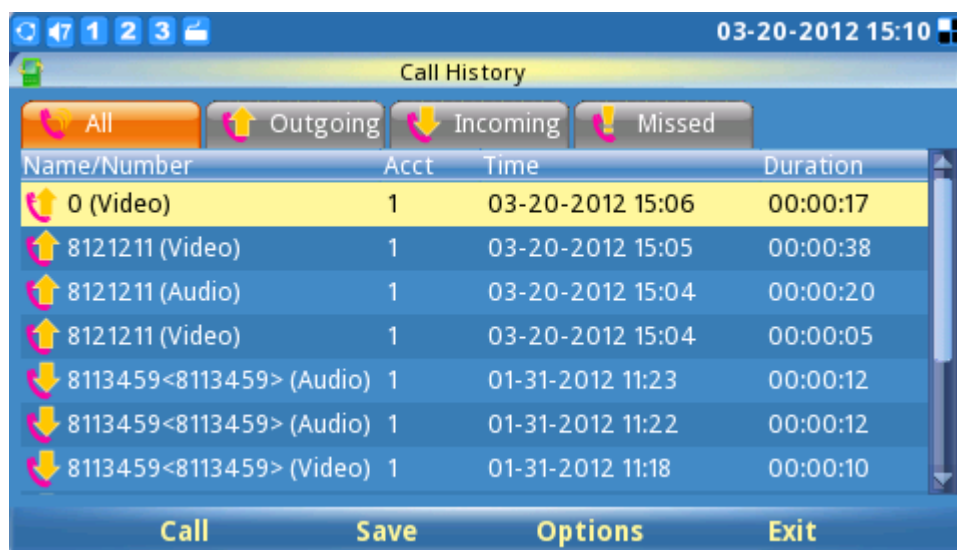 7 1 2 3 03-20-2012 15:10
Call History
All Outgoing Incoming Missed
Name/Number Acct Time Duration
0 (Video) 1 03-20-2012 15:06 00:00:17
8121211 (Video) 1 03-20-2012 15:05 00:00:38
8121211 (Audio) 1 03-20-2012 15:04 00:00:20
8121211 (Video) 1 03-20-2012 15:04 00:00:05
8113459<8113459> (Audio) 1 01-31-2012 11:23 00:00:12
8113459<8113459> (Audio) 1 01-31-2012 11:22 00:00:12
8113459<8113459> (Video) 1 01-31-2012 11:18 00:00:10
Call Save Options Exit